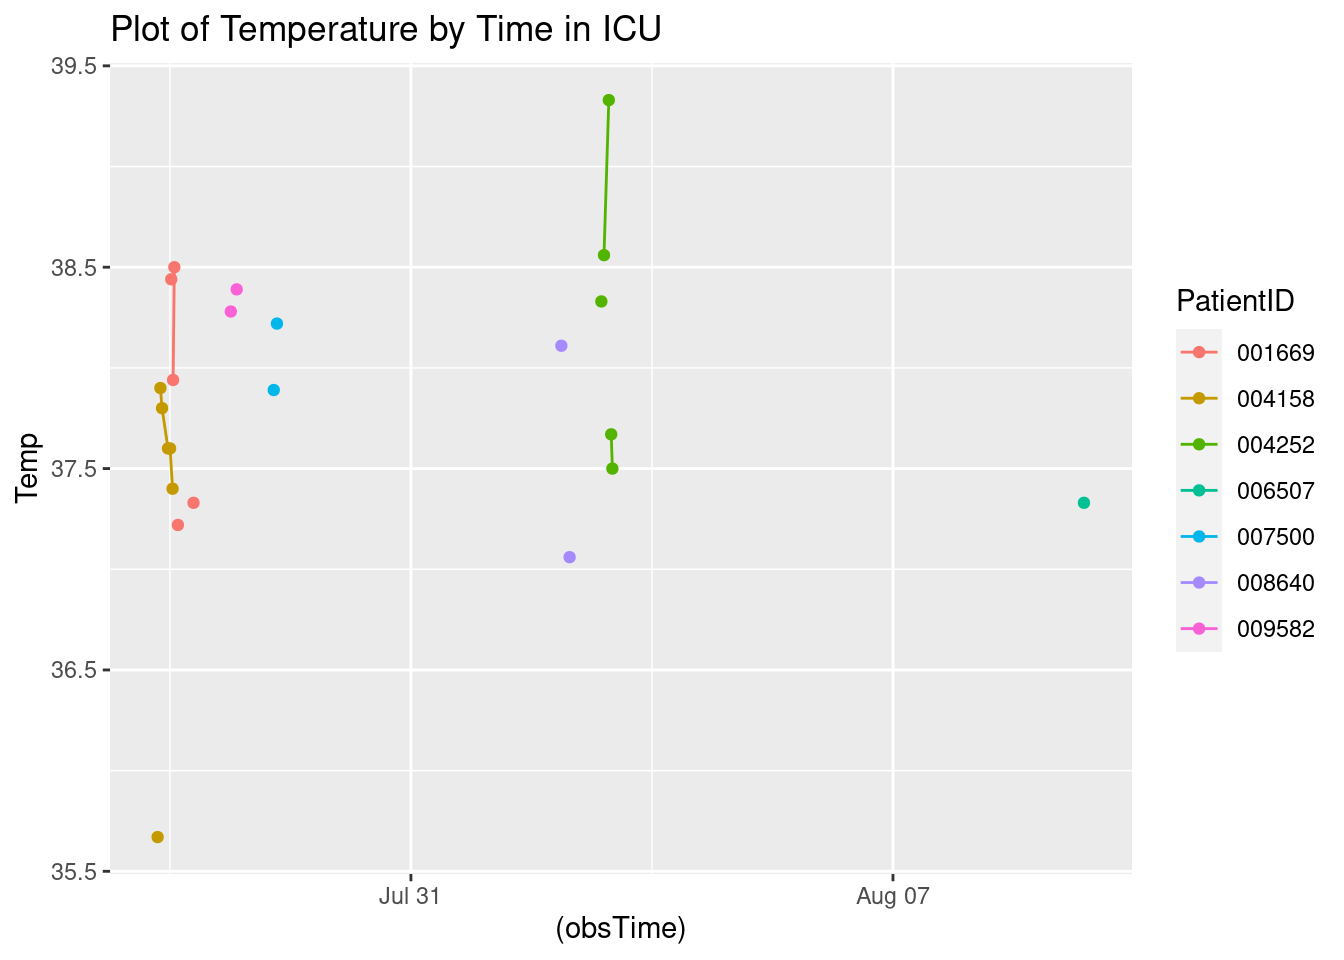 Plot of Temperature by Time in ICU
39.5
38.5
37.5
36.5
35.5
Temp
Jul 31
Aug 07
(obsTime)
PatientID
001669
004158
004252
006507
007500
008640
009582